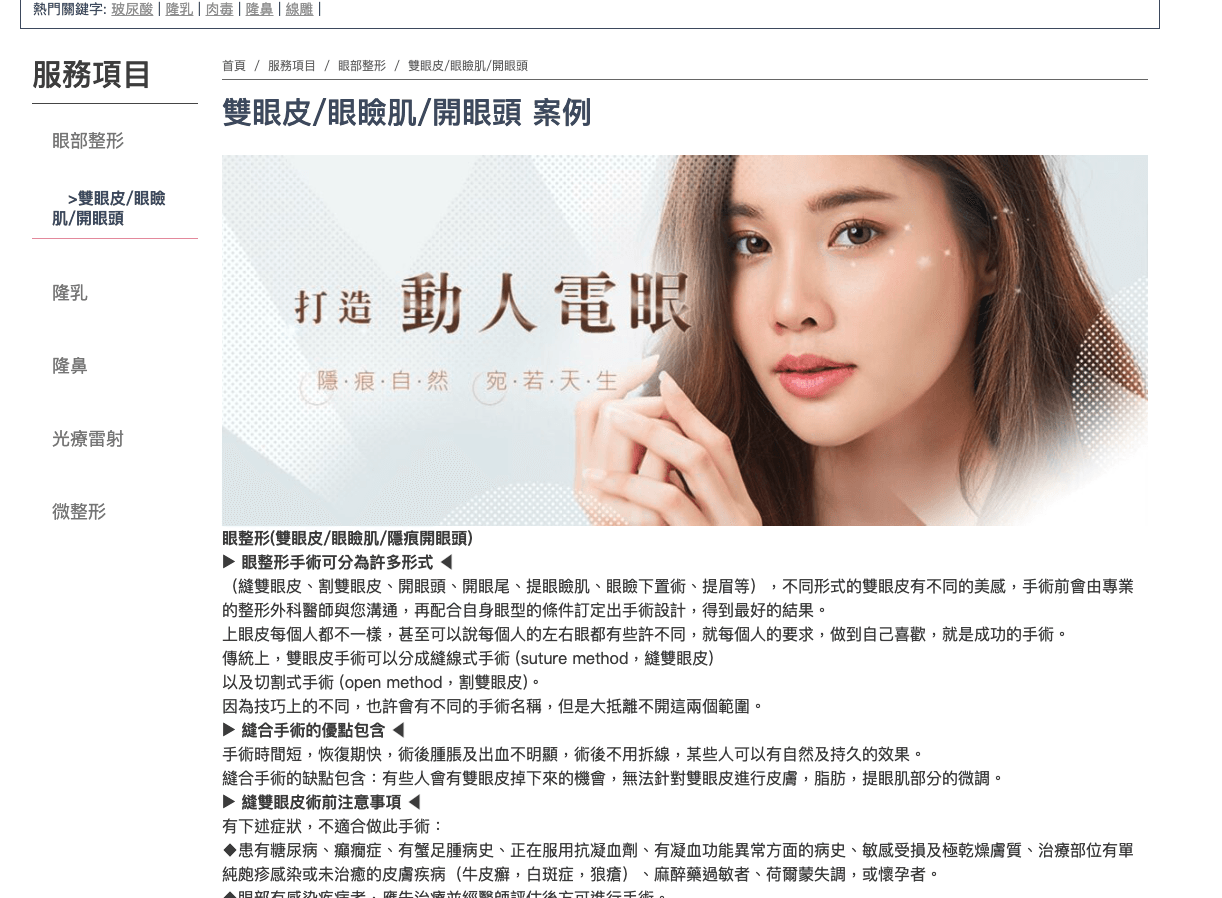 熱門關鍵字: 玻尿酸 | 隆乳 | 肉毒 | 隆鼻 | 線雕 |
服務項目
眼部整形
>雙眼皮/眼瞼
肌/開眼頭
隆乳
隆鼻
光療雷射
微整形
首頁 / 服務項目 / 眼部整形 / 雙眼皮/眼瞼肌/開眼頭
雙眼皮/眼瞼肌/開眼頭 案例
打造 動人電眼
隱·痕·自·然 宛·若·天·生
眼整形(雙眼皮/眼瞼肌/隱痕開眼頭)
▶ 眼整形手術可分為許多形式 ◀
（縫雙眼皮、割雙眼皮、開眼頭、開眼尾、提眼瞼肌、眼瞼下置術、提眉等），不同形式的雙眼皮有不同的美感，手術前會由專業
的整形外科醫師與您溝通，再配合自身眼型的條件訂定出手術設計，得到最好的結果。
上眼皮每個人都不一樣，甚至可以說每個人的左右眼都有些許不同，就每個人的要求，做到自己喜歡，就是成功的手術。
傳統上，雙眼皮手術可以分成縫線式手術 (suture method，縫雙眼皮)
以及切割式手術 (open method，割雙眼皮)。
因為技巧上的不同，也許會有不同的手術名稱，但是大抵離不開這兩個範圍。
▶ 縫合手術的優點包含 ◀
手術時間短，恢復期快，術後腫脹及出血不明顯，術後不用拆線，某些人可以有自然及持久的效果。
縫合手術的缺點包含：有些人會有雙眼皮掉下來的機會，無法針對雙眼皮進行皮膚，脂肪，提眼肌部分的微調。
▶ 縫雙眼皮術前注意事項 ◀
有下述症狀，不適合做此手術：
◆患有糖尿病、癲癇症、有蟹足腫病史、正在服用抗凝血劑、有凝血功能異常方面的病史、敏感受損及極乾燥膚質、治療部位有單
純皰疹感染或未治癒的皮膚疾病（牛皮癬，白斑症，狼瘡）、麻醉藥過敏者、荷爾蒙失調，或懷孕者。
◆眼部有感染疾病者，應先治療並經醫師評估後方可進行手術。